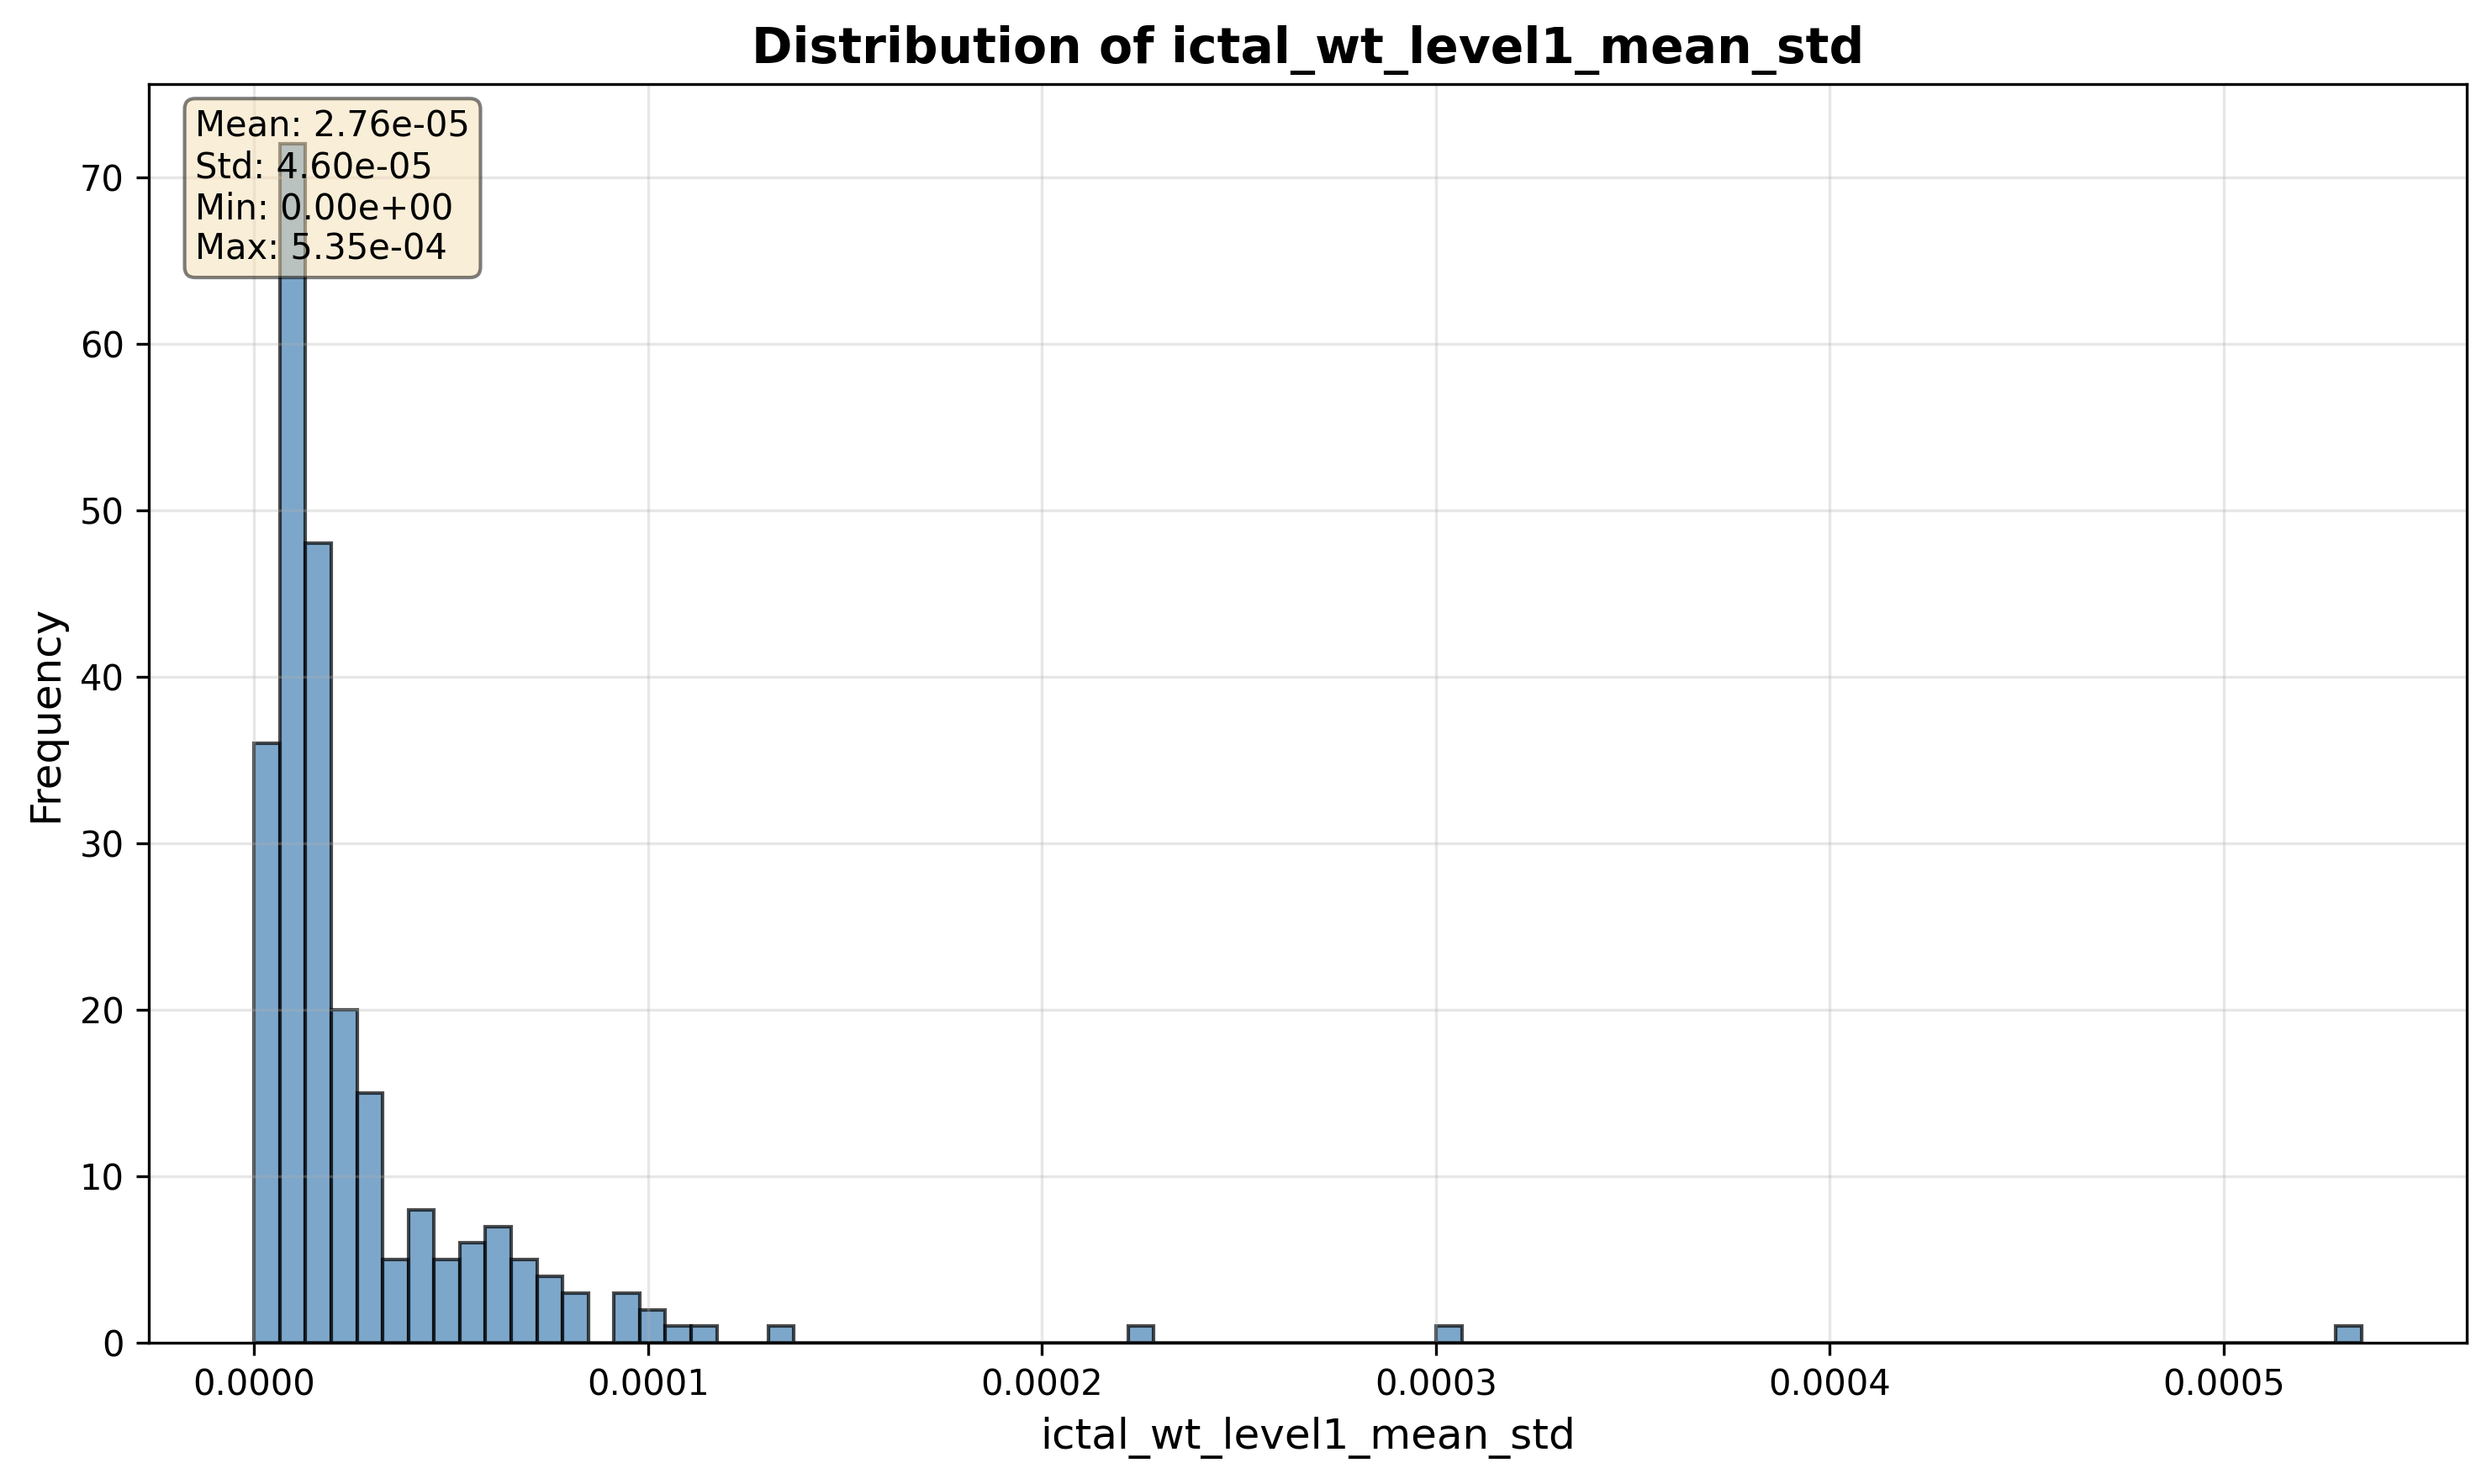 Distribution of ictal_wt_level1_mean_std
Mean: 2.76e-05
Std: 4.60e-05
Min: 0.00e+00
Max: 5.35e-04
70
60
50
40
30
20
10
0
Frequency
0.0000 0.0001 0.0002 0.0003 0.0004 0.0005
ictal_wt_level1_mean_std